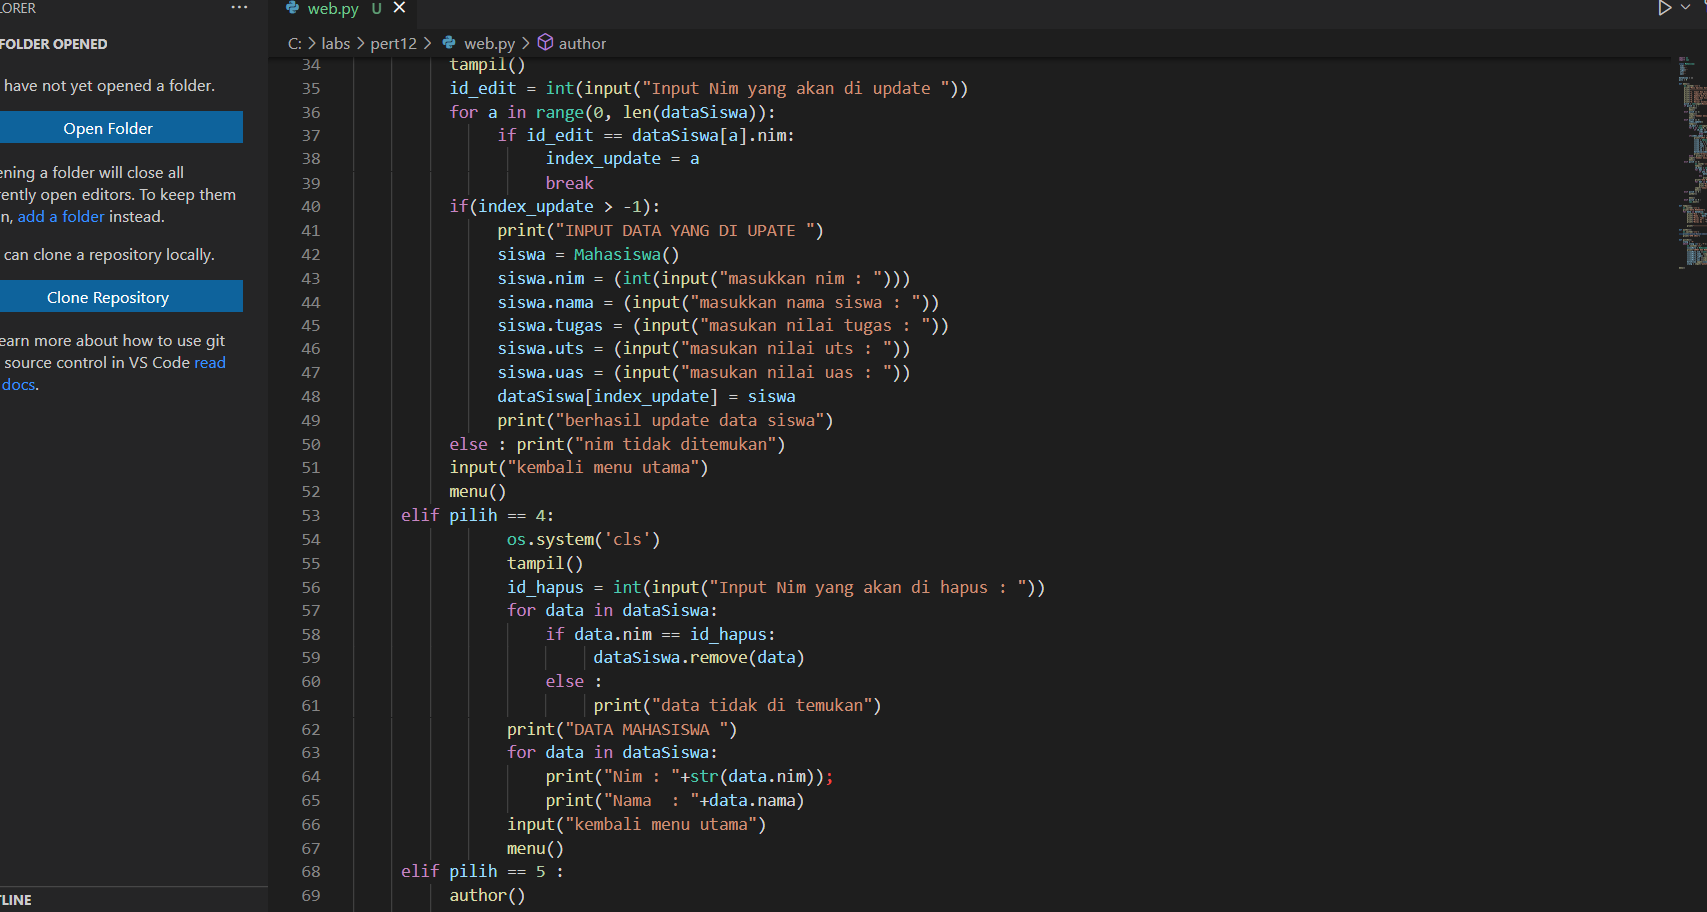 LORER
···
FOLDER OPENED
have not yet opened a folder.
Open Folder
ening a folder will close all
rently open editors. To keep them
n, add a folder instead.
can clone a repository locally.
Clone Repository
earn more about how to use git
source control in VS Code read
docs.
TLINE
web.py U ×
C: > labs > pert12 > web.py > author
34 tampil()
35 id_edit = int(input("Input Nim yang akan di update "))
36 for a in range(0, len(dataSiswa)):
37 if id_edit == dataSiswa[a].nim:
38 index_update = a
39 break
40 if(index_update > -1):
41 print("INPUT DATA YANG DI UPATE ")
42 siswa = Mahasiswa()
43 siswa.nim = (int(input("masukkan nim : ")))
44 siswa.nama = (input("masukkan nama siswa : "))
45 siswa.tugas = (input("masukan nilai tugas : "))
46 siswa.uts = (input("masukan nilai uts : "))
47 siswa.uas = (input("masukan nilai uas : "))
48 dataSiswa[index_update] = siswa
49 print("berhasil update data siswa")
50 else : print("nim tidak ditemukan")
51 input("kembali menu utama")
52 menu()
53 elif pilih == 4:
54 os.system('cls')
55 tampil()
56 id_hapus = int(input("Input Nim yang akan di hapus : "))
57 for data in dataSiswa:
58 if data.nim == id_hapus:
59 dataSiswa.remove(data)
60 else :
61 print("data tidak di temukan")
62 print("DATA MAHASISWA ")
63 for data in dataSiswa:
64 print("Nim : "+str(data.nim));
65 print("Nama  : "+data.nama)
66 input("kembali menu utama")
67 menu()
68 elif pilih == 5 :
69 author()